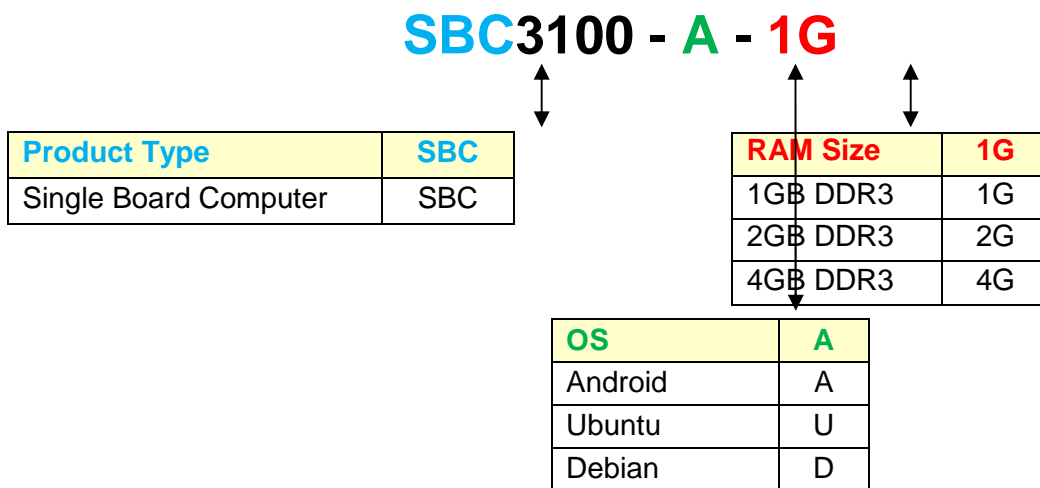 SBC3100 - A - 1G
Product Type SBC
Single Board Computer SBC
RAM Size 1G
1GB DDR3 1G
2GB DDR3 2G
4GB DDR3 4G
OS A
Android A
Ubuntu U
Debian D